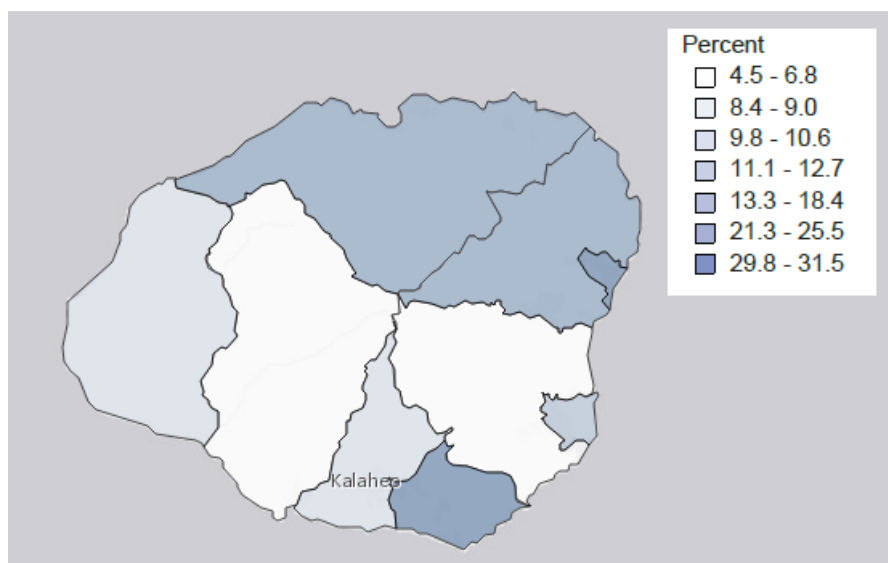 Percent
4.5 - 6.8
8.4 - 9.0
9.8 - 10.6
11.1 - 12.7
13.3 - 18.4
21.3 - 25.5
29.8 - 31.5
Kalaheo